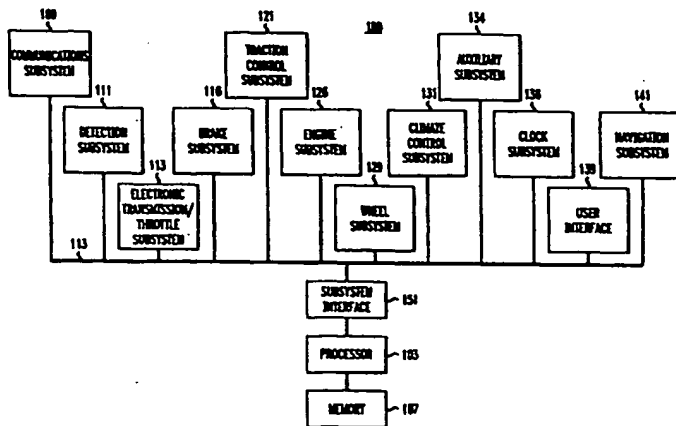 108
COMMUNICATIONS
SUBSYSTEM
121
TRACTION
CONTROL
SUBSYSTEM
100
134
AUXILIARY
SUBSYSTEM
111
DETECTION
SUBSYSTEM
116
BRAKE
SUBSYSTEM
126
ENGINE
SUBSYSTEM
131
CLIMATE
CONTROL
SUBSYSTEM
136
CLOCK
SUBSYSTEM
141
NAVIGATION
SUBSYSTEM
113
ELECTRONIC
TRANSMISSION/
THROTTLE
SUBSYSTEM
129
WHEEL
SUBSYSTEM
139
USER
INTERFACE
113
SUBSYSTEM
INTERFACE
151
PROCESSOR
103
MEMORY
107